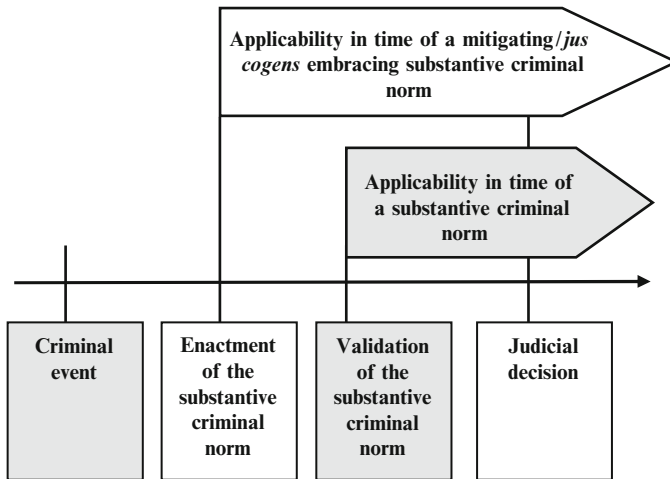 Applicability in time of a mitigating/jus
cogens embracing substantive criminal
norm
Applicability in time of
a substantive criminal
norm
Criminal
event
Enactment
of the
substantive
criminal
norm
Validation
of the
substantive
criminal
norm
Judicial
decision